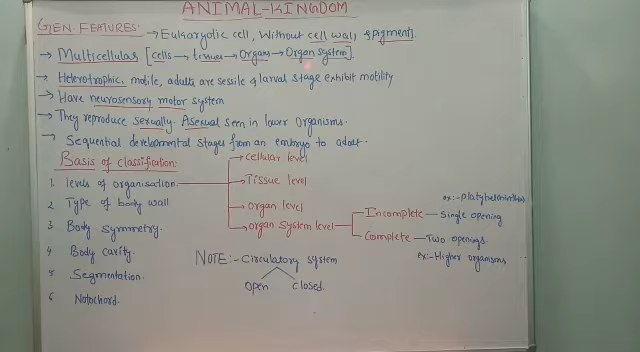 ANIMAL-KINGDOM
GEN. FEATURES:- → Eukaryotic cell, Without cell wall, & pigment.
→ Multicellular [cells → tissues → Organs → Organ system].
→ Heterotrophic, motile, adults are sessile & larval stage exhibit mobility
→ Have neurosensory motor system
→ They reproduce sexually. Asexual seen in lower Organisms.
→ Sequential developmental stages from an embryo to adult.
Basis of classification:
1 levels of organisation → Cellular level
→ Tissue level
→ organ level
→ organ system level
Incomplete — Single opening
ex:- platyhelminthes
Complete — Two openings.
ex:- Higher organisms
2 Type of body wall
3 Body symmetry.
4 Body cavity.
5 Segmentation.
6 Notochord.
NOTE:- Circulatory system
open closed.